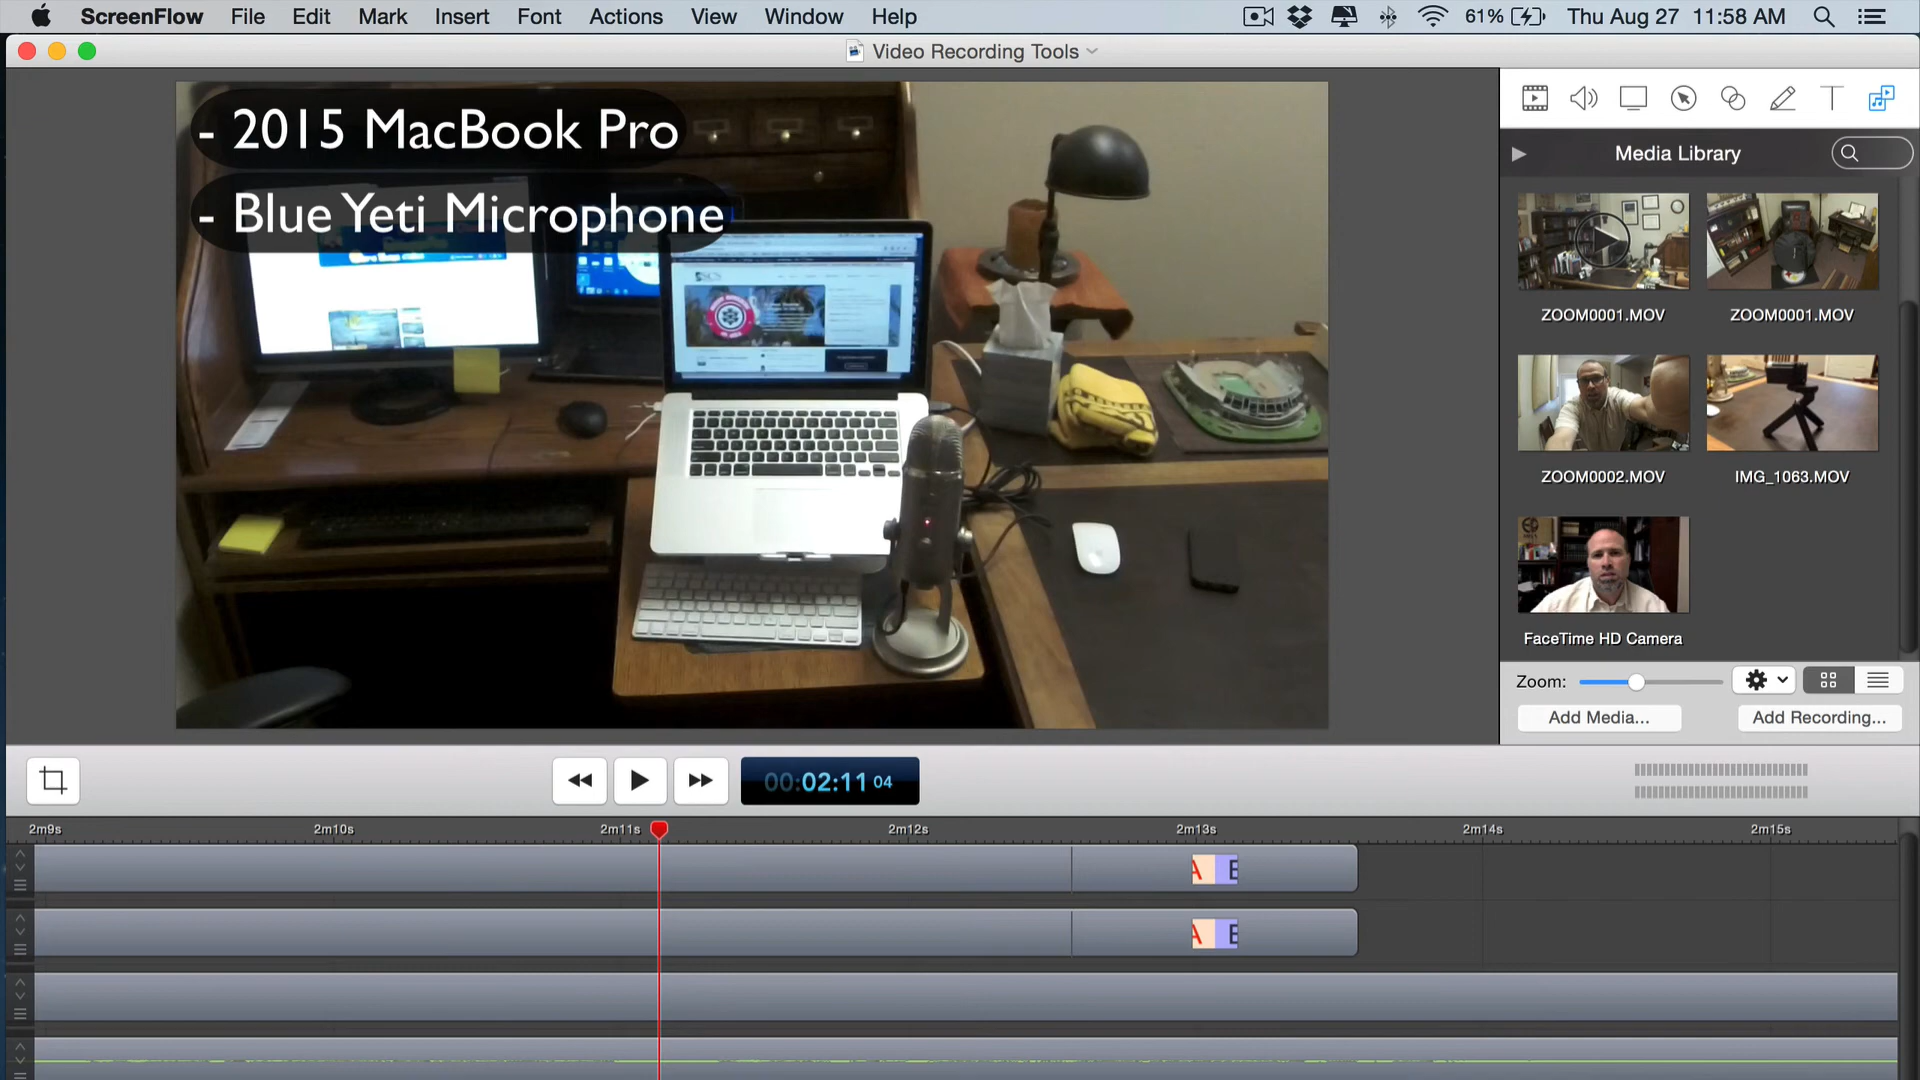 ScreenFlow File Edit Mark Insert Font Actions View Window Help 61% Thu Aug 27 11:58 AM
Video Recording Tools
- 2015 MacBook Pro
- Blue Yeti Microphone
SCS
Media Library
ZOOM0001.MOV ZOOM0001.MOV
ZOOM0002.MOV IMG_1063.MOV
FaceTime HD Camera
Zoom:
Add Media... Add Recording...
00:02:11 04
2m9s 2m10s 2m11s 2m12s 2m13s 2m14s 2m15s
A B
A B